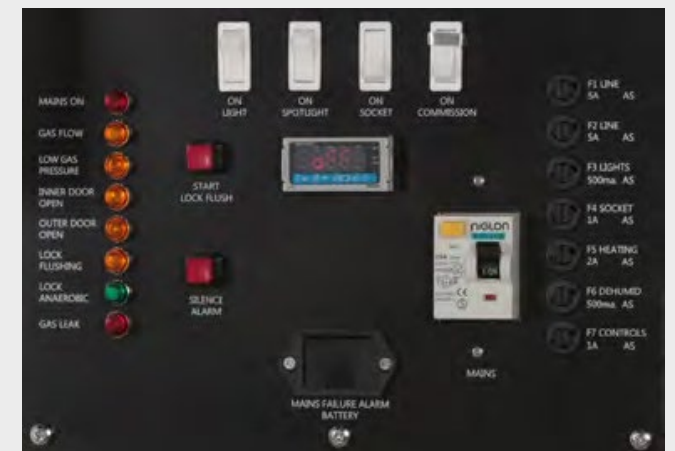 MAINS ON
GAS FLOW
LOW GAS
PRESSURE
INNER DOOR
OPEN
OUTER DOOR
OPEN
LOCK
FLUSHING
LOCK
ANAEROBIC
GAS LEAK
START
LOCK FLUSH
SILENCE
ALARM
ON
LIGHT
ON
SPOTLIGHT
ON
SOCKET
ON
COMMISSION
MAINS FAILURE ALARM
BATTERY
NIGLON
MAINS
F1 LINE
5A AS
F2 LINE
5A AS
F3 LIGHTS
500ma AS
F4 SOCKET
1A AS
F5 HEATING
2A AS
F6 DEHUMID
500ma AS
F7 CONTROLS
1A AS